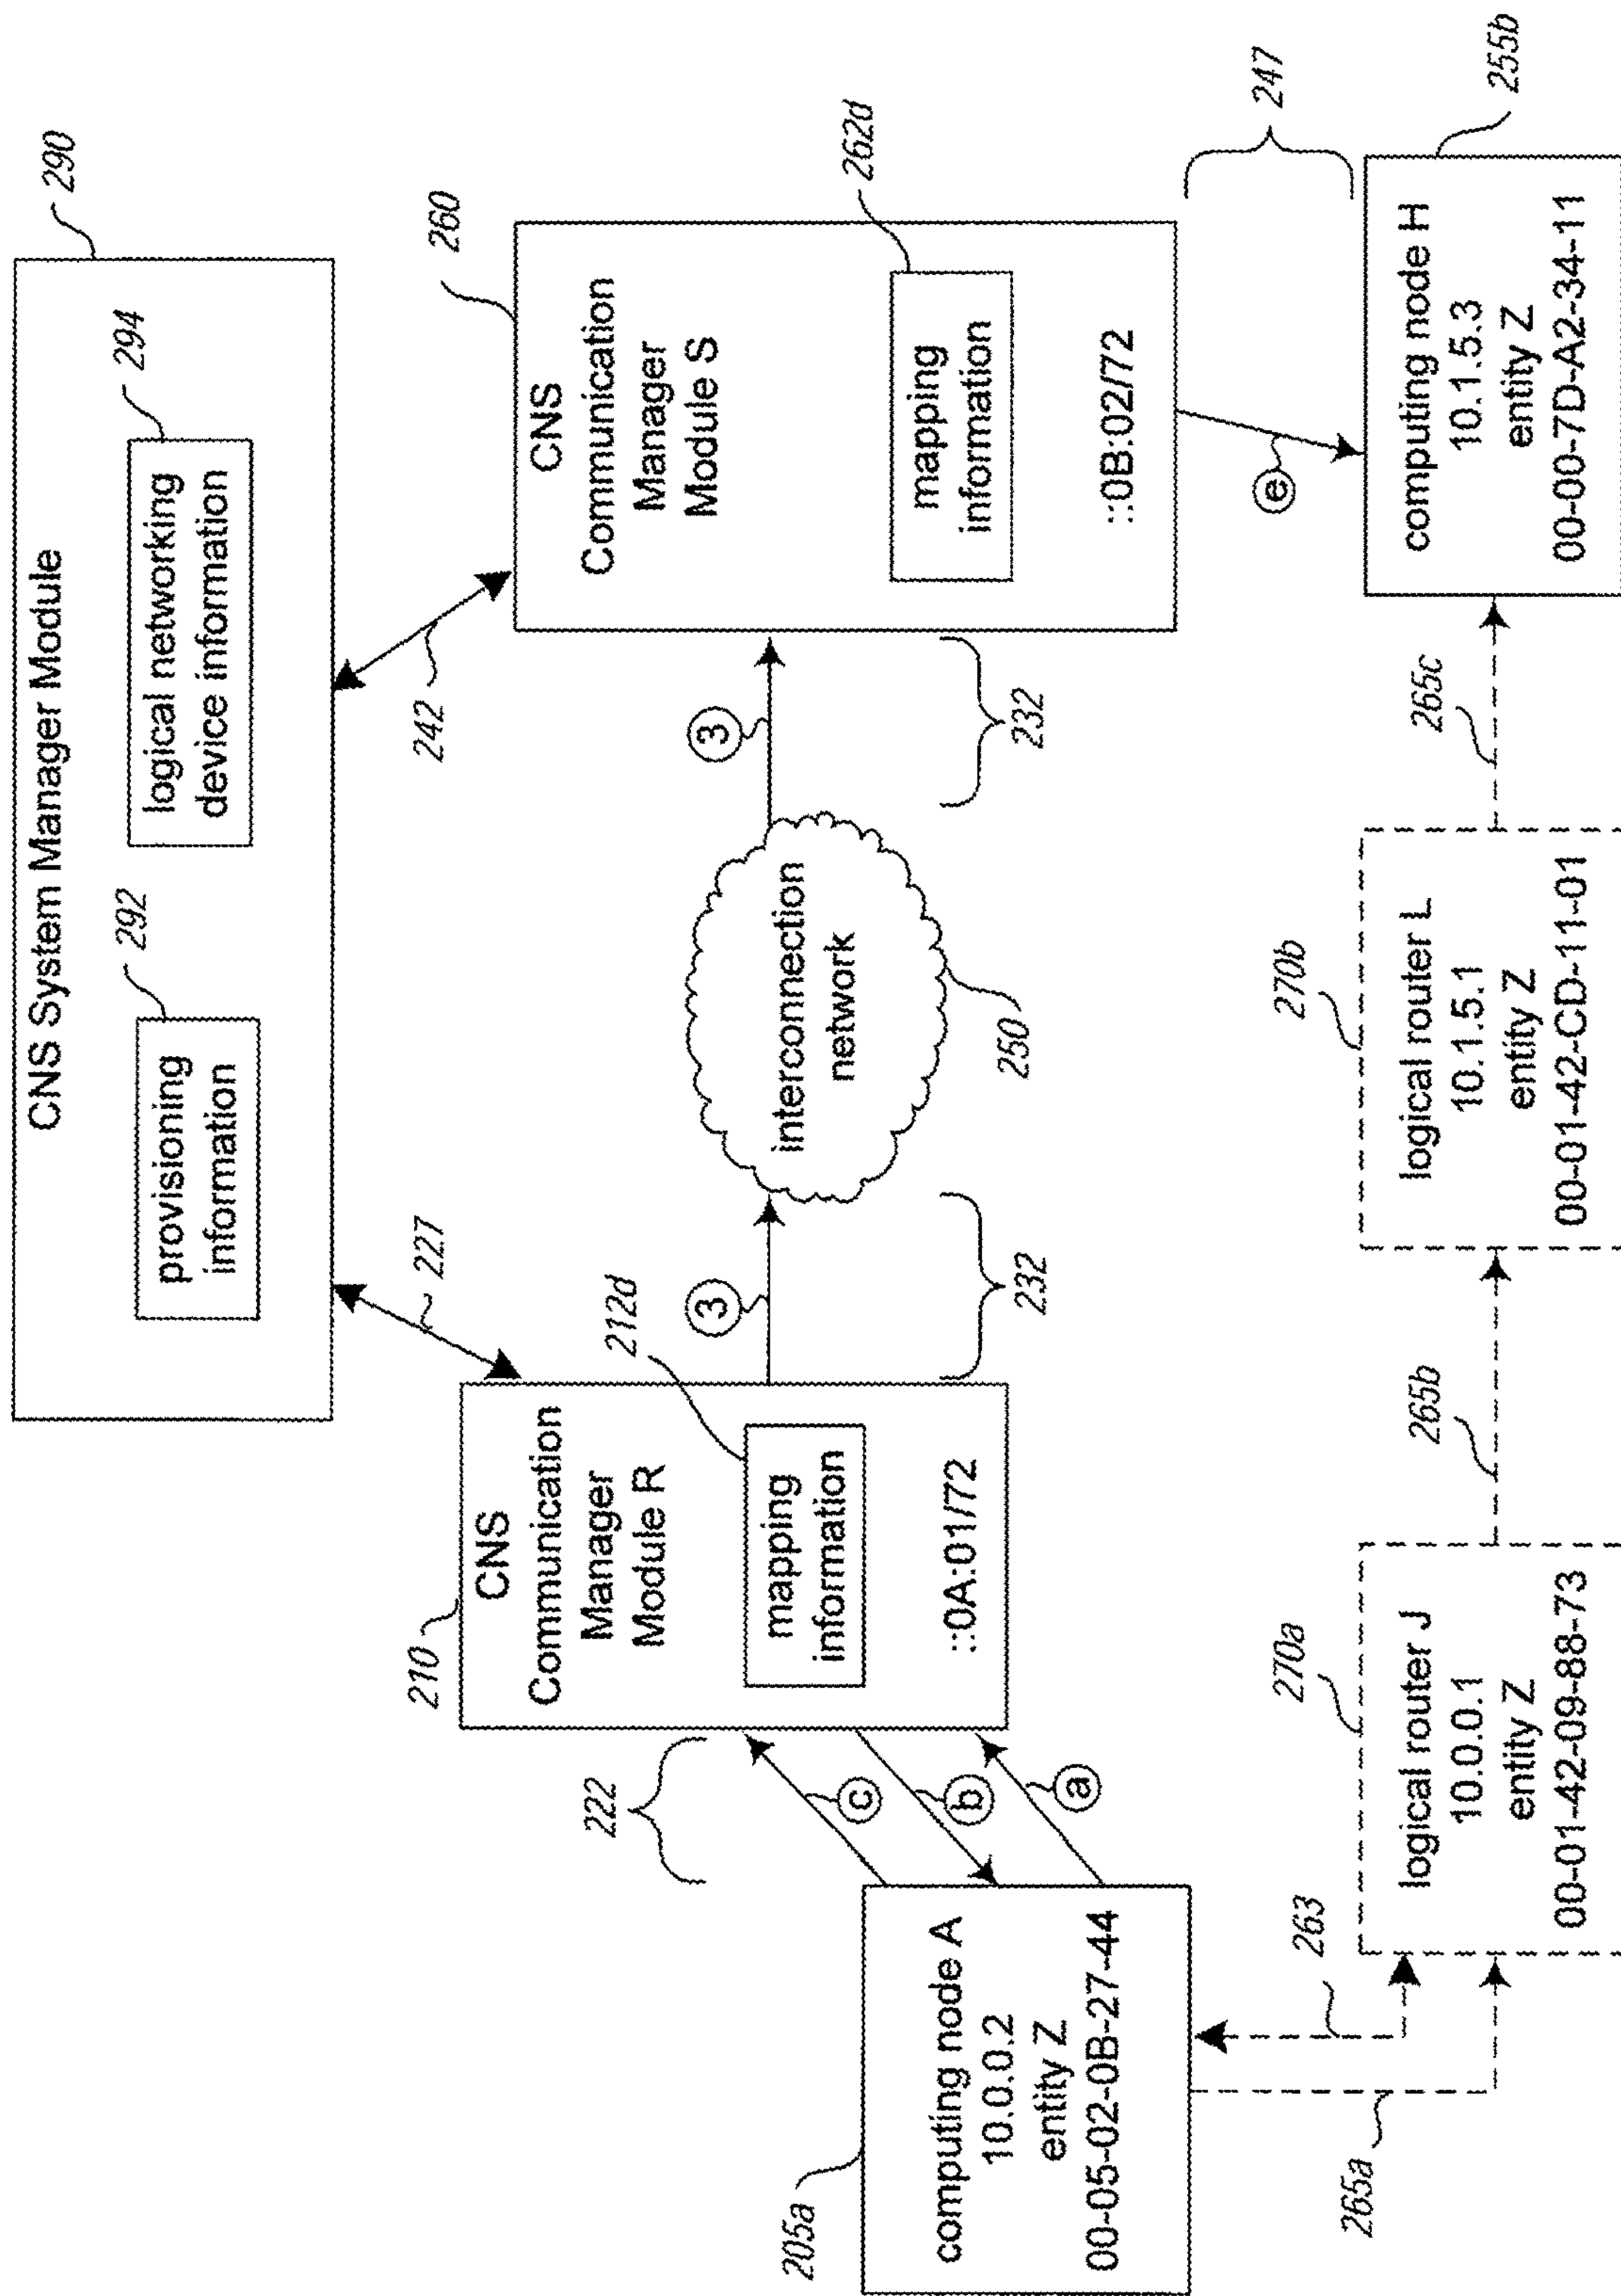 CNS System Manager Module
290
provisioning
information
292
logical networking
device information
294
227
242
210
CNS
Communication
Manager
Module R
mapping
information
212d
::0A:01/72
3
232
interconnection
network
250
3
232
260
CNS
Communication
Manager
Module S
mapping
information
262d
::0B:02/72
222
c
b
a
e
247
205a
computing node A
10.0.0.2
entity Z
00-05-02-0B-27-44
263
265a
270a
logical router J
10.0.0.1
entity Z
00-01-42-09-88-73
265b
270b
logical router L
10.1.5.1
entity Z
00-01-42-CD-11-01
265c
255b
computing node H
10.1.5.3
entity Z
00-00-7D-A2-34-11